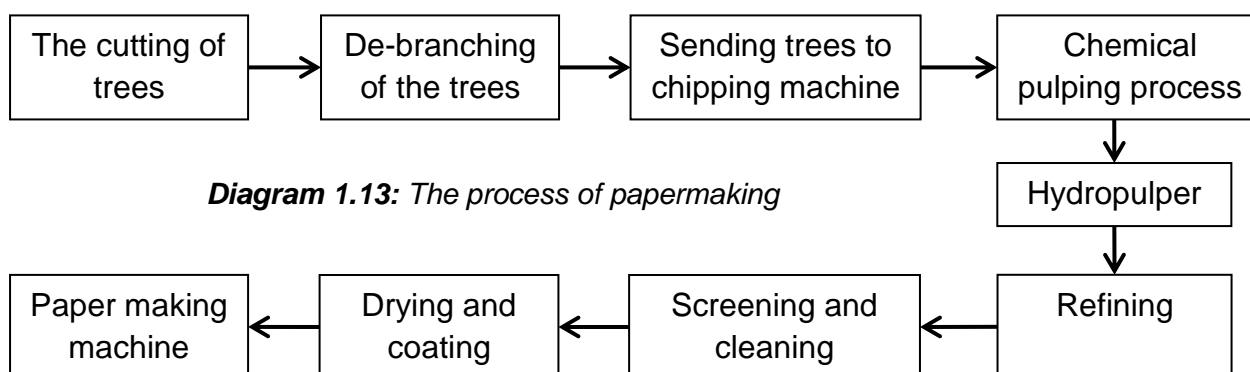 The cutting of
trees
De-branching
of the trees
Sending trees to
chipping machine
Chemical
pulping process
Diagram 1.13: The process of papermaking
Hydropulper
Refining
Screening and
cleaning
Drying and
coating
Paper making
machine